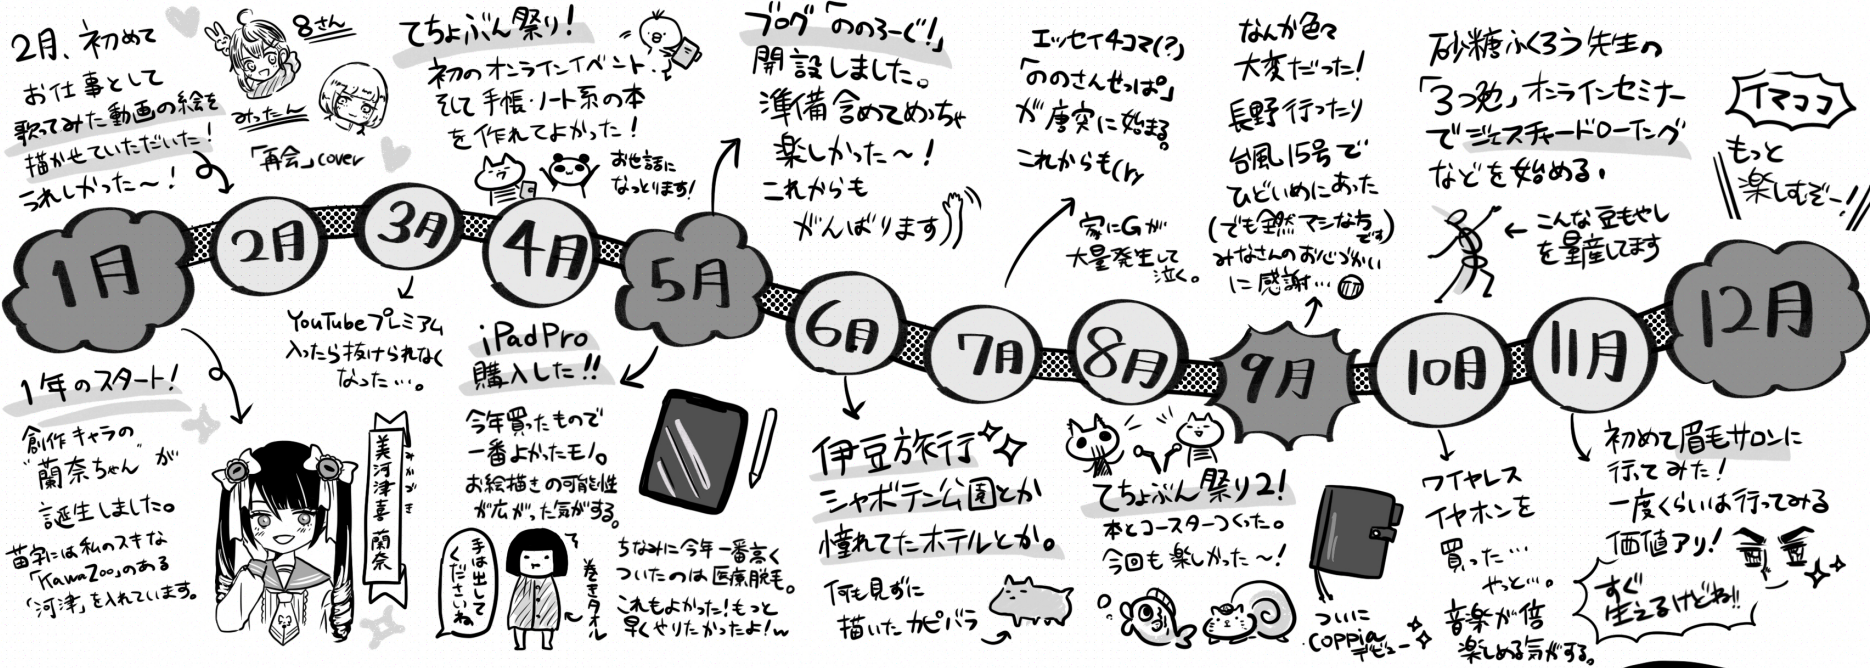 2月、初めて
お仕事として
歌ってみた動画の絵を
描かせていただいた!
うれしかった〜!
8さん
みったん
「再会」cover
てちょぶん祭り!
初のオンラインイベント。
そして手帳・ノート系の本
を作れてよかった!
お世話に
なっとります!
ブログ「ののろーぐ!」
開設しました。
準備含めてめっちゃ
楽しかった〜!
これからも
がんばります
エッセイ4コマ(?)
「ののさんせっぱ。」
が唐突に始まる。
これからも(ry
家にGが
大量発生して
泣く。
なんか色々
大変だった!
長野行ったり
台風15号で
ひどいめにあった
(でも全然マシな方です)
みなさんのお心づかい
に感謝…
砂糖ふくろう先生の
「3つ勉」オンラインセミナー
でジェスチャードローイング
などを始める。
こんな豆もやし
を量産してます
イマココ
もっと
楽しむぞー!!
1月
2月
3月
4月
5月
6月
7月
8月
9月
10月
11月
12月
1年のスタート!
創作キャラの
"蘭奈ちゃん"が
誕生しました。
苗字には私のスキな
「KawaZoo」のある
「河津」を入れています。
美河津喜 蘭奈
みかづき
YouTubeプレミアム
入ったら抜けられなく
なった…。
iPadPro
購入した!!
今年買ったもので
一番よかったモノ。
お絵描きの可能性
が広がった気がする。
手は出して
くださいね
巻きタオル
ちなみに今年一番高く
ついたのは医療脱毛。
これもよかった!もっと
早くやりたかったよ!w
伊豆旅行
シャボテン公園とか
憧れてたホテルとか。
何も見ずに
描いたカピバラ
てちょぶん祭り2!
本とコースターつくった。
今回も楽しかった〜!
ついに
coppia
デビュー
ワイヤレス
イヤホンを
買った…
やっと…。
音楽が倍
楽しめる気がする。
初めて眉毛サロンに
行ってみた!
一度くらいは行ってみる
価値アリ!
すぐ
生えるけどね!!